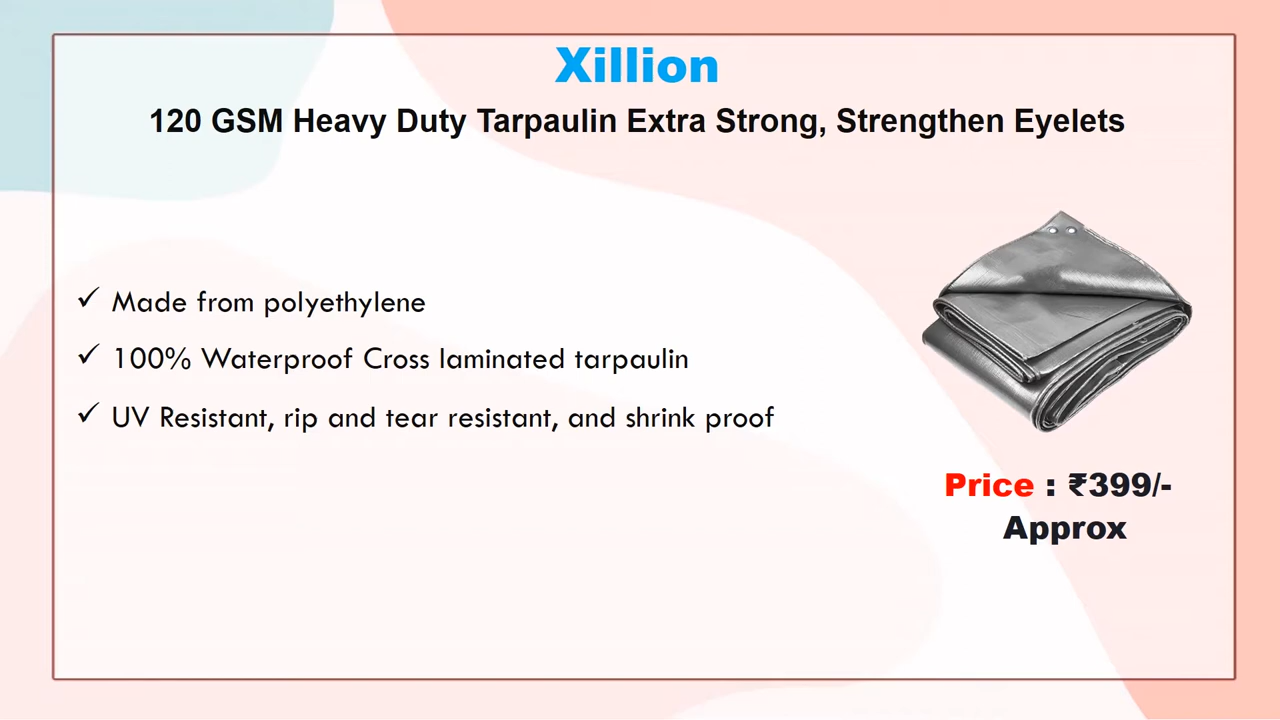 Xillion
120 GSM Heavy Duty Tarpaulin Extra Strong, Strengthen Eyelets
✓ Made from polyethylene
✓ 100% Waterproof Cross laminated tarpaulin
✓ UV Resistant, rip and tear resistant, and shrink proof
Price : ₹399/-
Approx